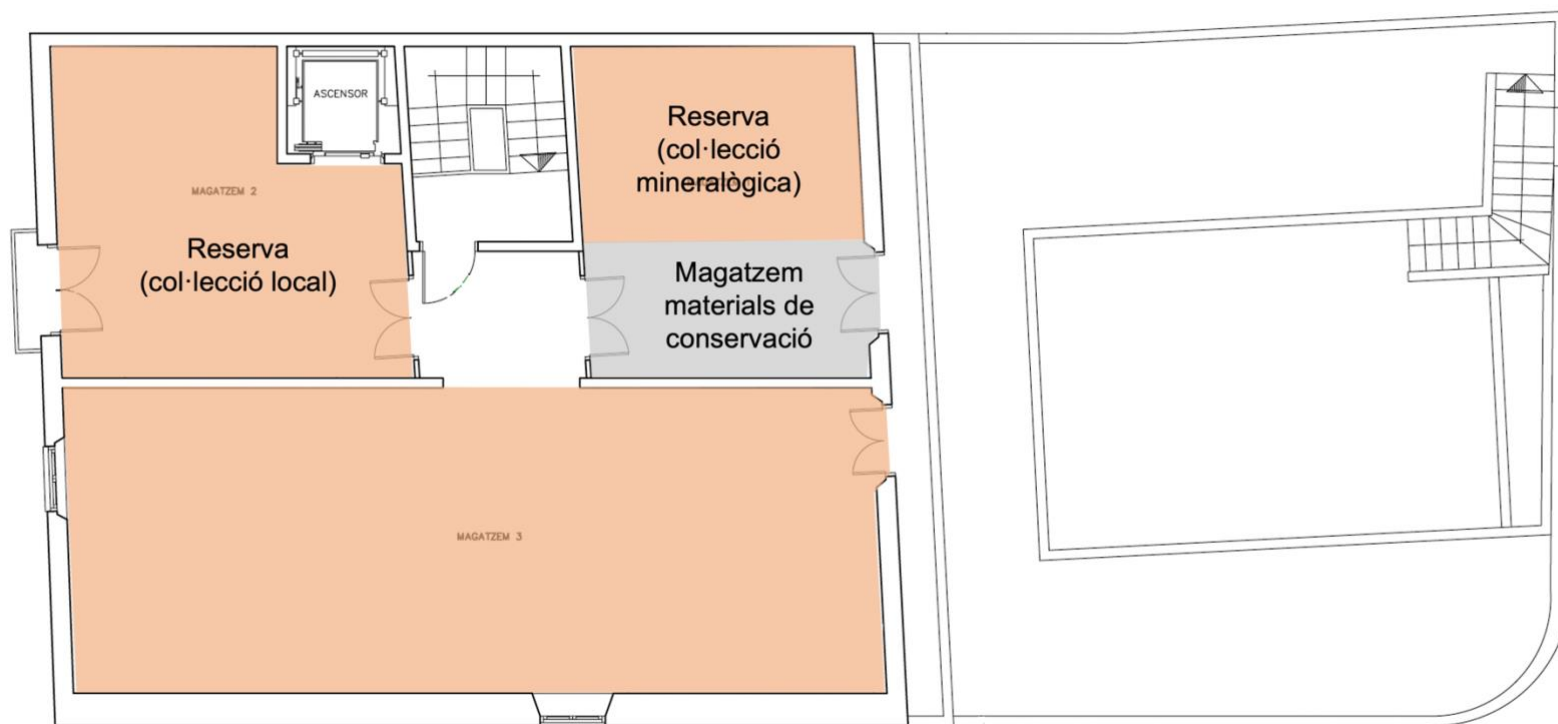 ASCENSOR
MAGATZEM 2
Reserva
(col·lecció local)
Reserva
(col·lecció
mineralògica)
Magatzem
materials de
conservació
MAGATZEM 3